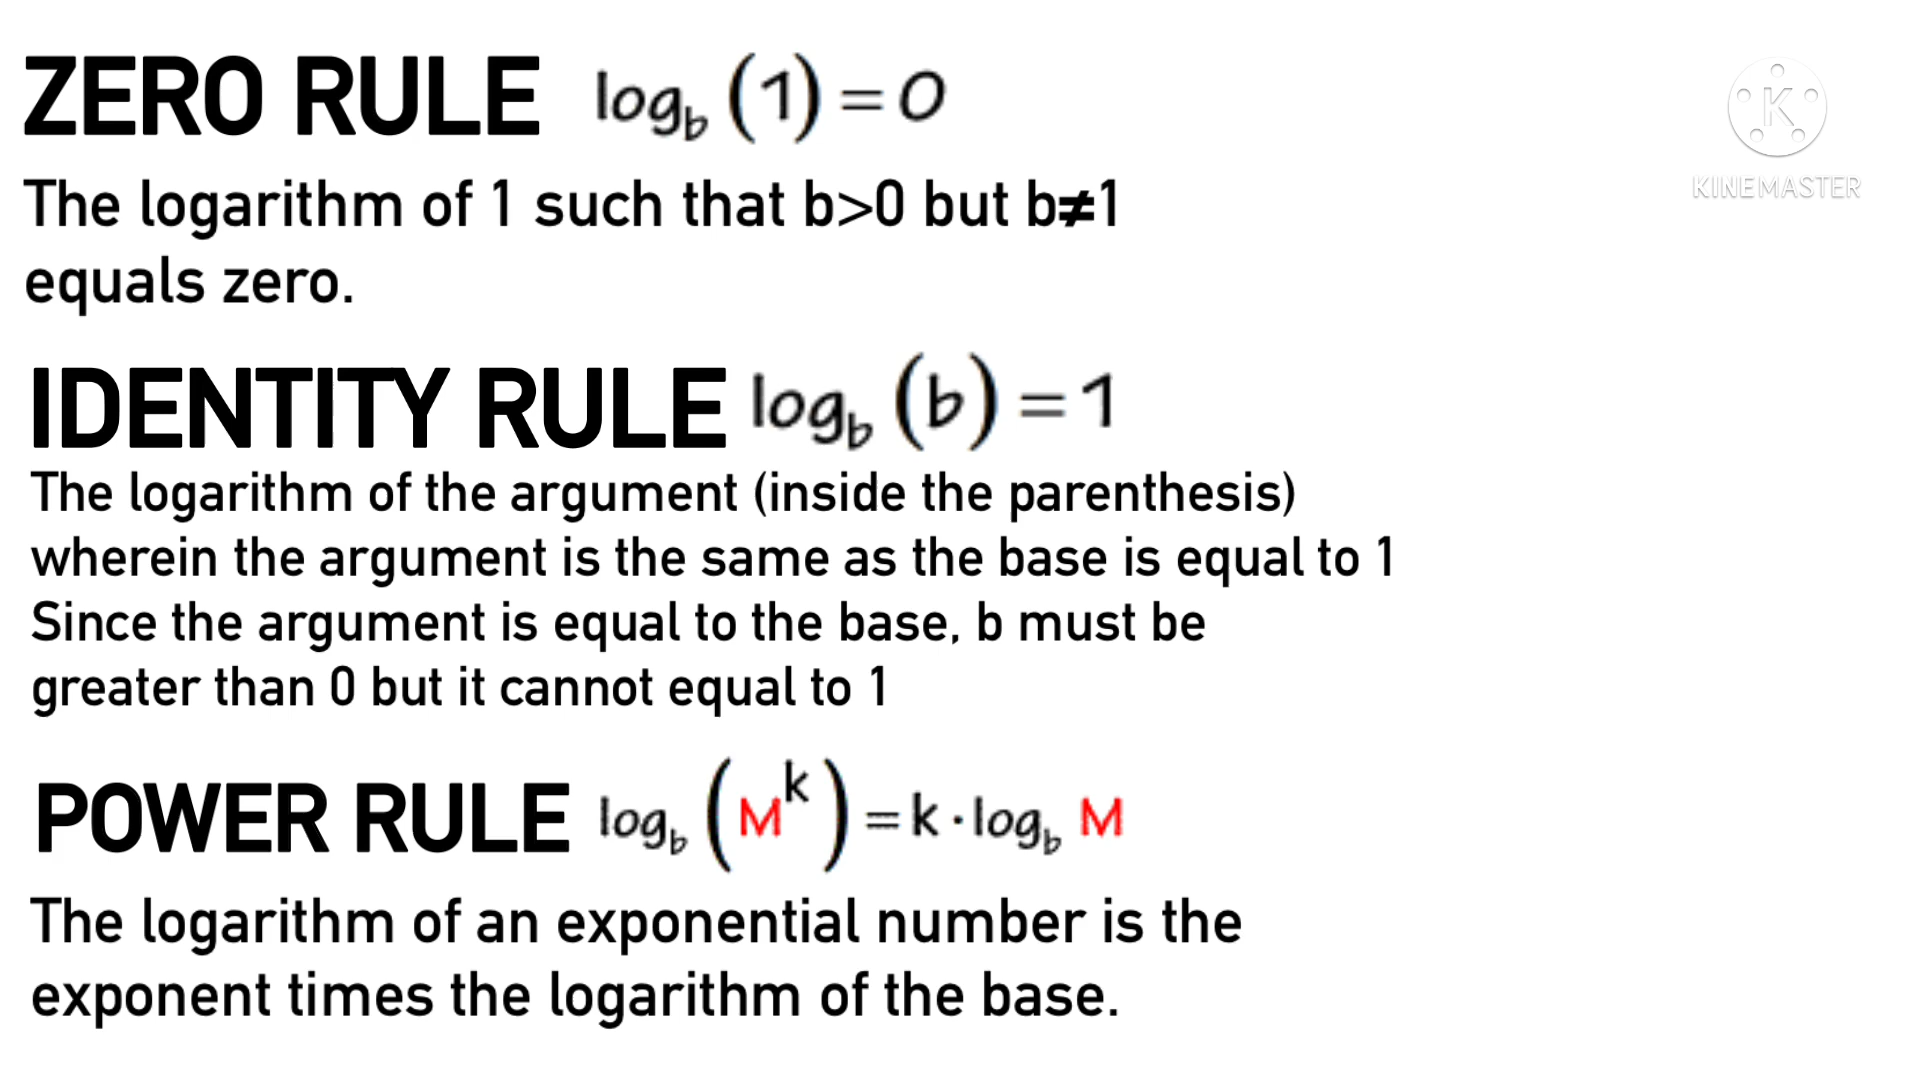 ZERO RULE log_b (1) = 0
KINEMASTER
The logarithm of 1 such that b>0 but b≠1
equals zero.
IDENTITY RULE log_b (b) = 1
The logarithm of the argument (inside the parenthesis)
wherein the argument is the same as the base is equal to 1
Since the argument is equal to the base, b must be
greater than 0 but it cannot equal to 1
POWER RULE log_b (M^k) = k · log_b M
The logarithm of an exponential number is the
exponent times the logarithm of the base.